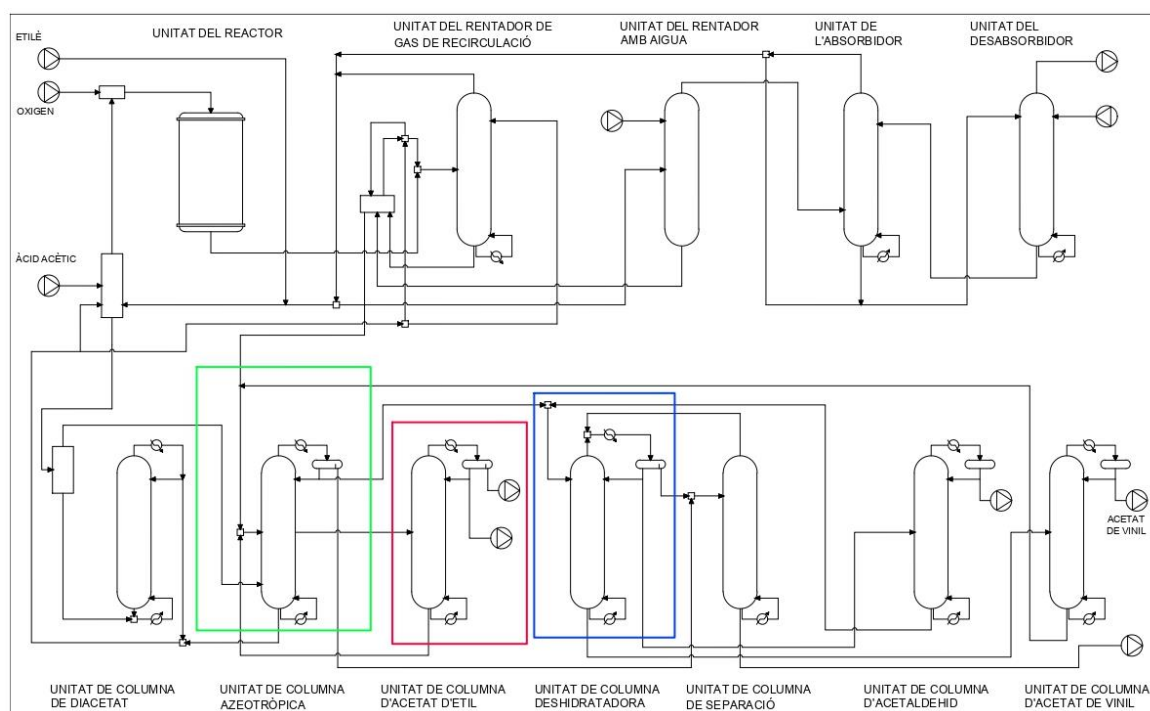 ETILÈ
UNITAT DEL REACTOR
UNITAT DEL RENTADOR DE
GAS DE RECIRCULACIÓ
UNITAT DEL RENTADOR
AMB AIGUA
UNITAT DE
L'ABSORBIDOR
UNITAT DEL
DESABSORBIDOR
OXIGEN
ÀCID ACÈTIC
ACETAT
DE VINIL
UNITAT DE COLUMNA
DE DIACETAT
UNITAT DE COLUMNA
AZEOTRÒPICA
UNITAT DE COLUMNA
D'ACETAT D'ETIL
UNITAT DE COLUMNA
DESHIDRATADORA
UNITAT DE COLUMNA
DE SEPARACIÓ
UNITAT DE COLUMNA
D'ACETALDEHID
UNITAT DE COLUMNA
D'ACETAT DE VINIL